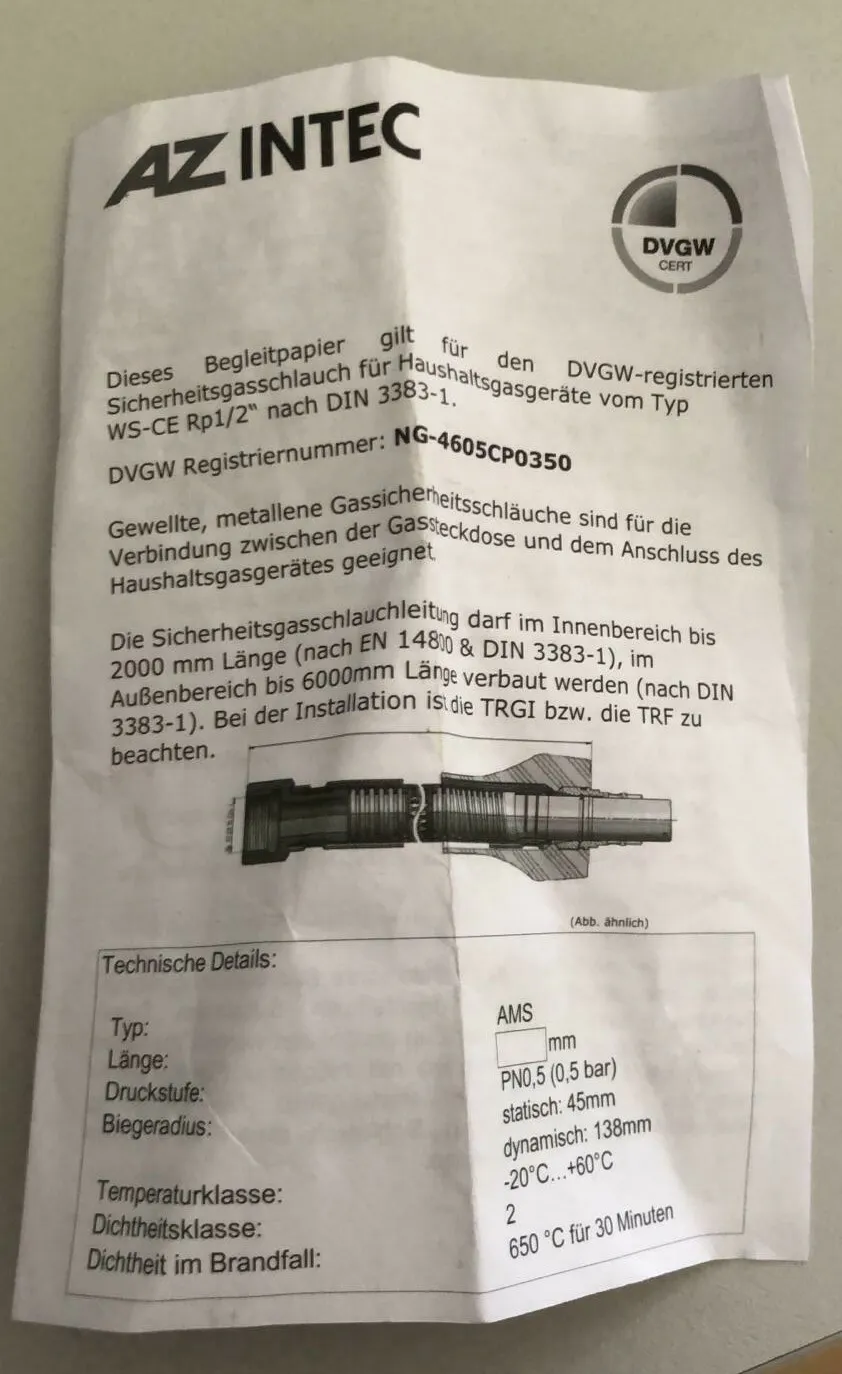 AZ INTEC
DVGW
CERT
Dieses Begleitpapier gilt für den DVGW-registrierten
Sicherheitsgasschlauch für Haushaltsgasgeräte vom Typ
WS-CE Rp1/2" nach DIN 3383-1.
DVGW Registriernummer: NG-4605CP0350
Gewellte, metallene Gassicherheitsschläuche sind für die
Verbindung zwischen der Gassteckdose und dem Anschluss des
Haushaltsgasgerätes geeignet.
Die Sicherheitsgasschlauchleitung darf im Innenbereich bis
2000 mm Länge (nach EN 14800 & DIN 3383-1), im
Außenbereich bis 6000mm Länge verbaut werden (nach DIN
3383-1). Bei der Installation ist die TRGI bzw. die TRF zu
beachten.
(Abb. ähnlich)
Technische Details:
Typ: AMS
Länge: mm
Druckstufe: PN0,5 (0,5 bar)
Biegeradius: statisch: 45mm
dynamisch: 138mm
Temperaturklasse: -20°C...+60°C
Dichtheitsklasse: 2
Dichtheit im Brandfall: 650 °C für 30 Minuten